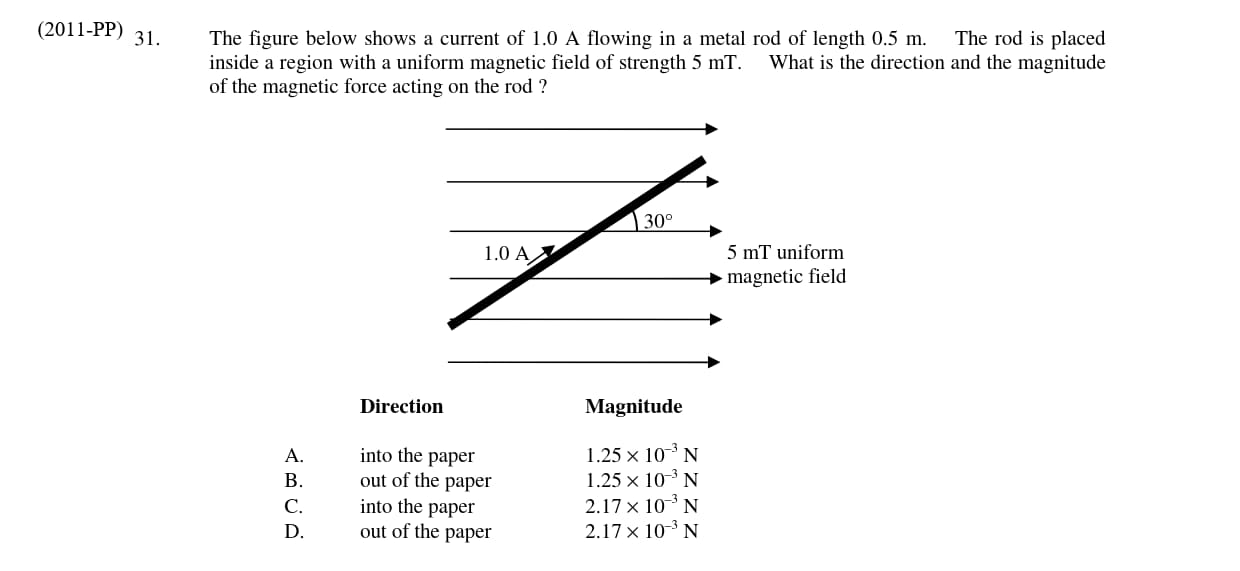 (2011-PP) 31. The figure below shows a current of 1.0 A flowing in a metal rod of length 0.5 m. The rod is placed
inside a region with a uniform magnetic field of strength 5 mT. What is the direction and the magnitude
of the magnetic force acting on the rod ?
30°
1.0 A
5 mT uniform
magnetic field
Direction Magnitude
A. into the paper 1.25 × 10⁻³ N
B. out of the paper 1.25 × 10⁻³ N
C. into the paper 2.17 × 10⁻³ N
D. out of the paper 2.17 × 10⁻³ N